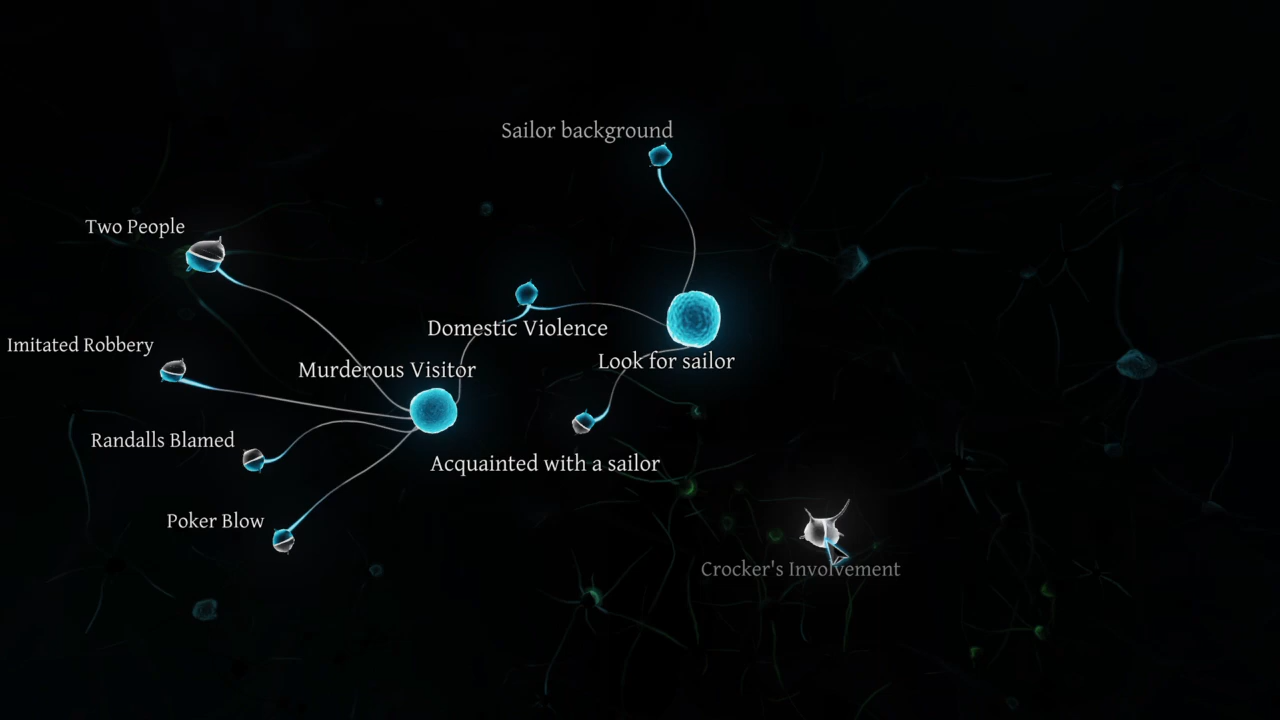 Sailor background
Two People
Domestic Violence
Imitated Robbery
Look for sailor
Murderous Visitor
Randalls Blamed
Acquainted with a sailor
Poker Blow
Crocker's Involvement